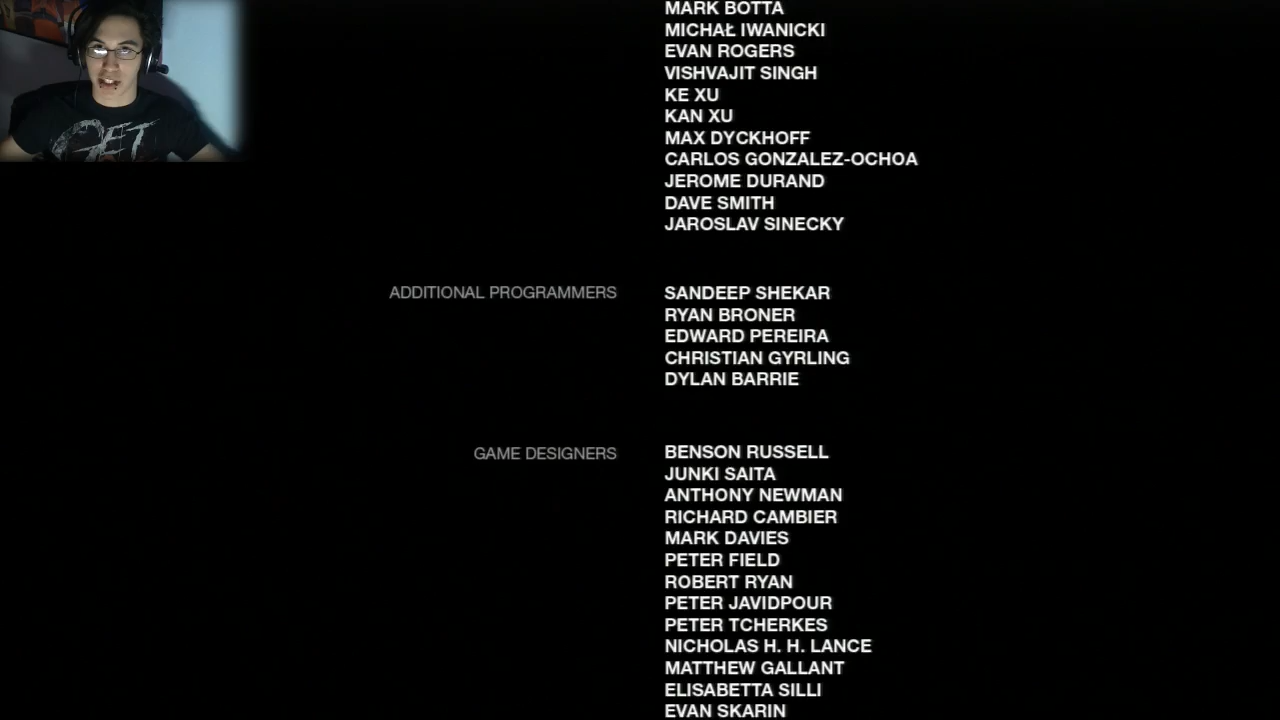 MARK BOTTA
MICHAŁ IWANICKI
EVAN ROGERS
VISHVAJIT SINGH
KE XU
KAN XU
MAX DYCKHOFF
CARLOS GONZALEZ-OCHOA
JEROME DURAND
DAVE SMITH
JAROSLAV SINECKY
ADDITIONAL PROGRAMMERS
SANDEEP SHEKAR
RYAN BRONER
EDWARD PEREIRA
CHRISTIAN GYRLING
DYLAN BARRIE
GAME DESIGNERS
BENSON RUSSELL
JUNKI SAITA
ANTHONY NEWMAN
RICHARD CAMBIER
MARK DAVIES
PETER FIELD
ROBERT RYAN
PETER JAVIDPOUR
PETER TCHERKES
NICHOLAS H. H. LANCE
MATTHEW GALLANT
ELISABETTA SILLI
EVAN SKARIN
GET